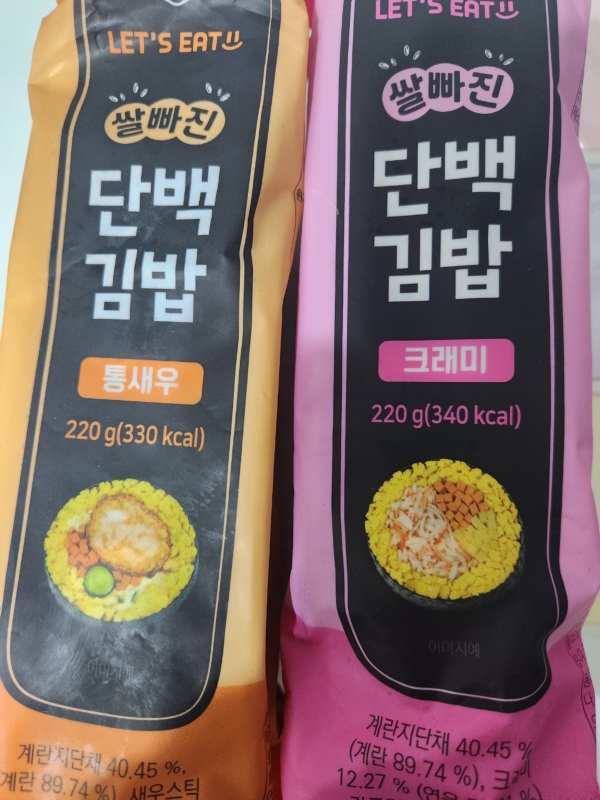 LET'S EAT
쌀빠진
단백
김밥
통새우
220 g(330 kcal)
이미지예
계란지단채 40.45 %,
계란 89.74 %), 새우스틱
LET'S EAT
쌀빠진
단백
김밥
크래미
220 g(340 kcal)
이미지예
계란지단채 40.45 %
(계란 89.74 %),
12.27 %